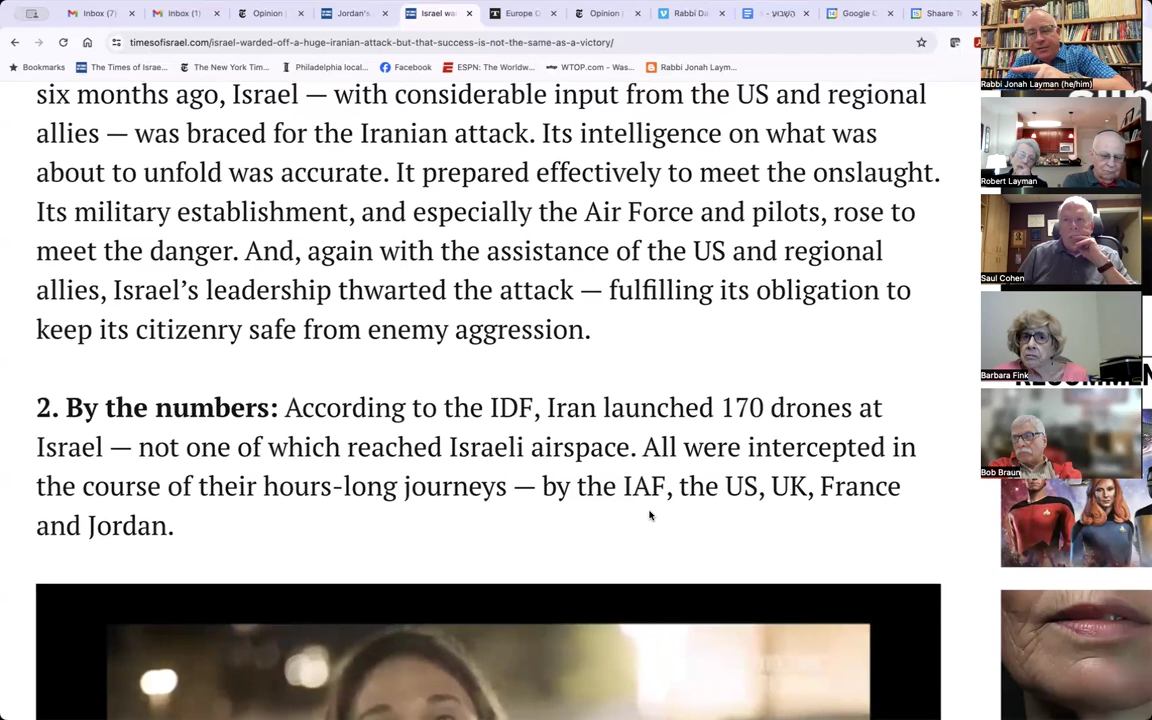 Inbox (7)
Inbox (1)
Opinion
Jordan's
Israel wa
Europe D
Opinion
Rabbi Da
השבוע -
Google C
Shaare T
timesofisrael.com/israel-warded-off-a-huge-iranian-attack-but-that-success-is-not-the-same-as-a-victory/
Bookmarks
The Times of Israe...
The New York Tim...
Philadelphia local...
Facebook
ESPN: The Worldw...
WTOP.com – Was...
Rabbi Jonah Laym...
six months ago, Israel — with considerable input from the US and regional
allies — was braced for the Iranian attack. Its intelligence on what was
about to unfold was accurate. It prepared effectively to meet the onslaught.
Its military establishment, and especially the Air Force and pilots, rose to
meet the danger. And, again with the assistance of the US and regional
allies, Israel’s leadership thwarted the attack — fulfilling its obligation to
keep its citizenry safe from enemy aggression.
2. By the numbers: According to the IDF, Iran launched 170 drones at
Israel — not one of which reached Israeli airspace. All were intercepted in
the course of their hours-long journeys — by the IAF, the US, UK, France
and Jordan.
Rabbi Jonah Layman (he/him)
Robert Layman
Saul Cohen
Barbara Fink
Bob Braun